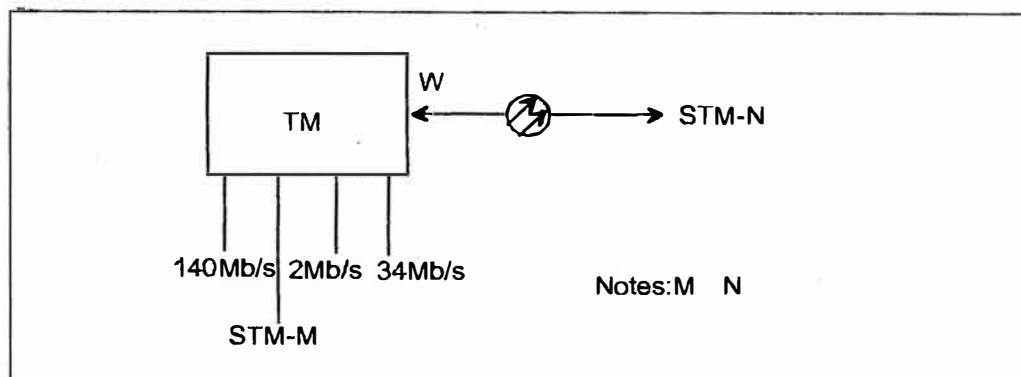 W
TM
STM-N
140Mb/s 2Mb/s 34Mb/s
Notes:M N
STM-M